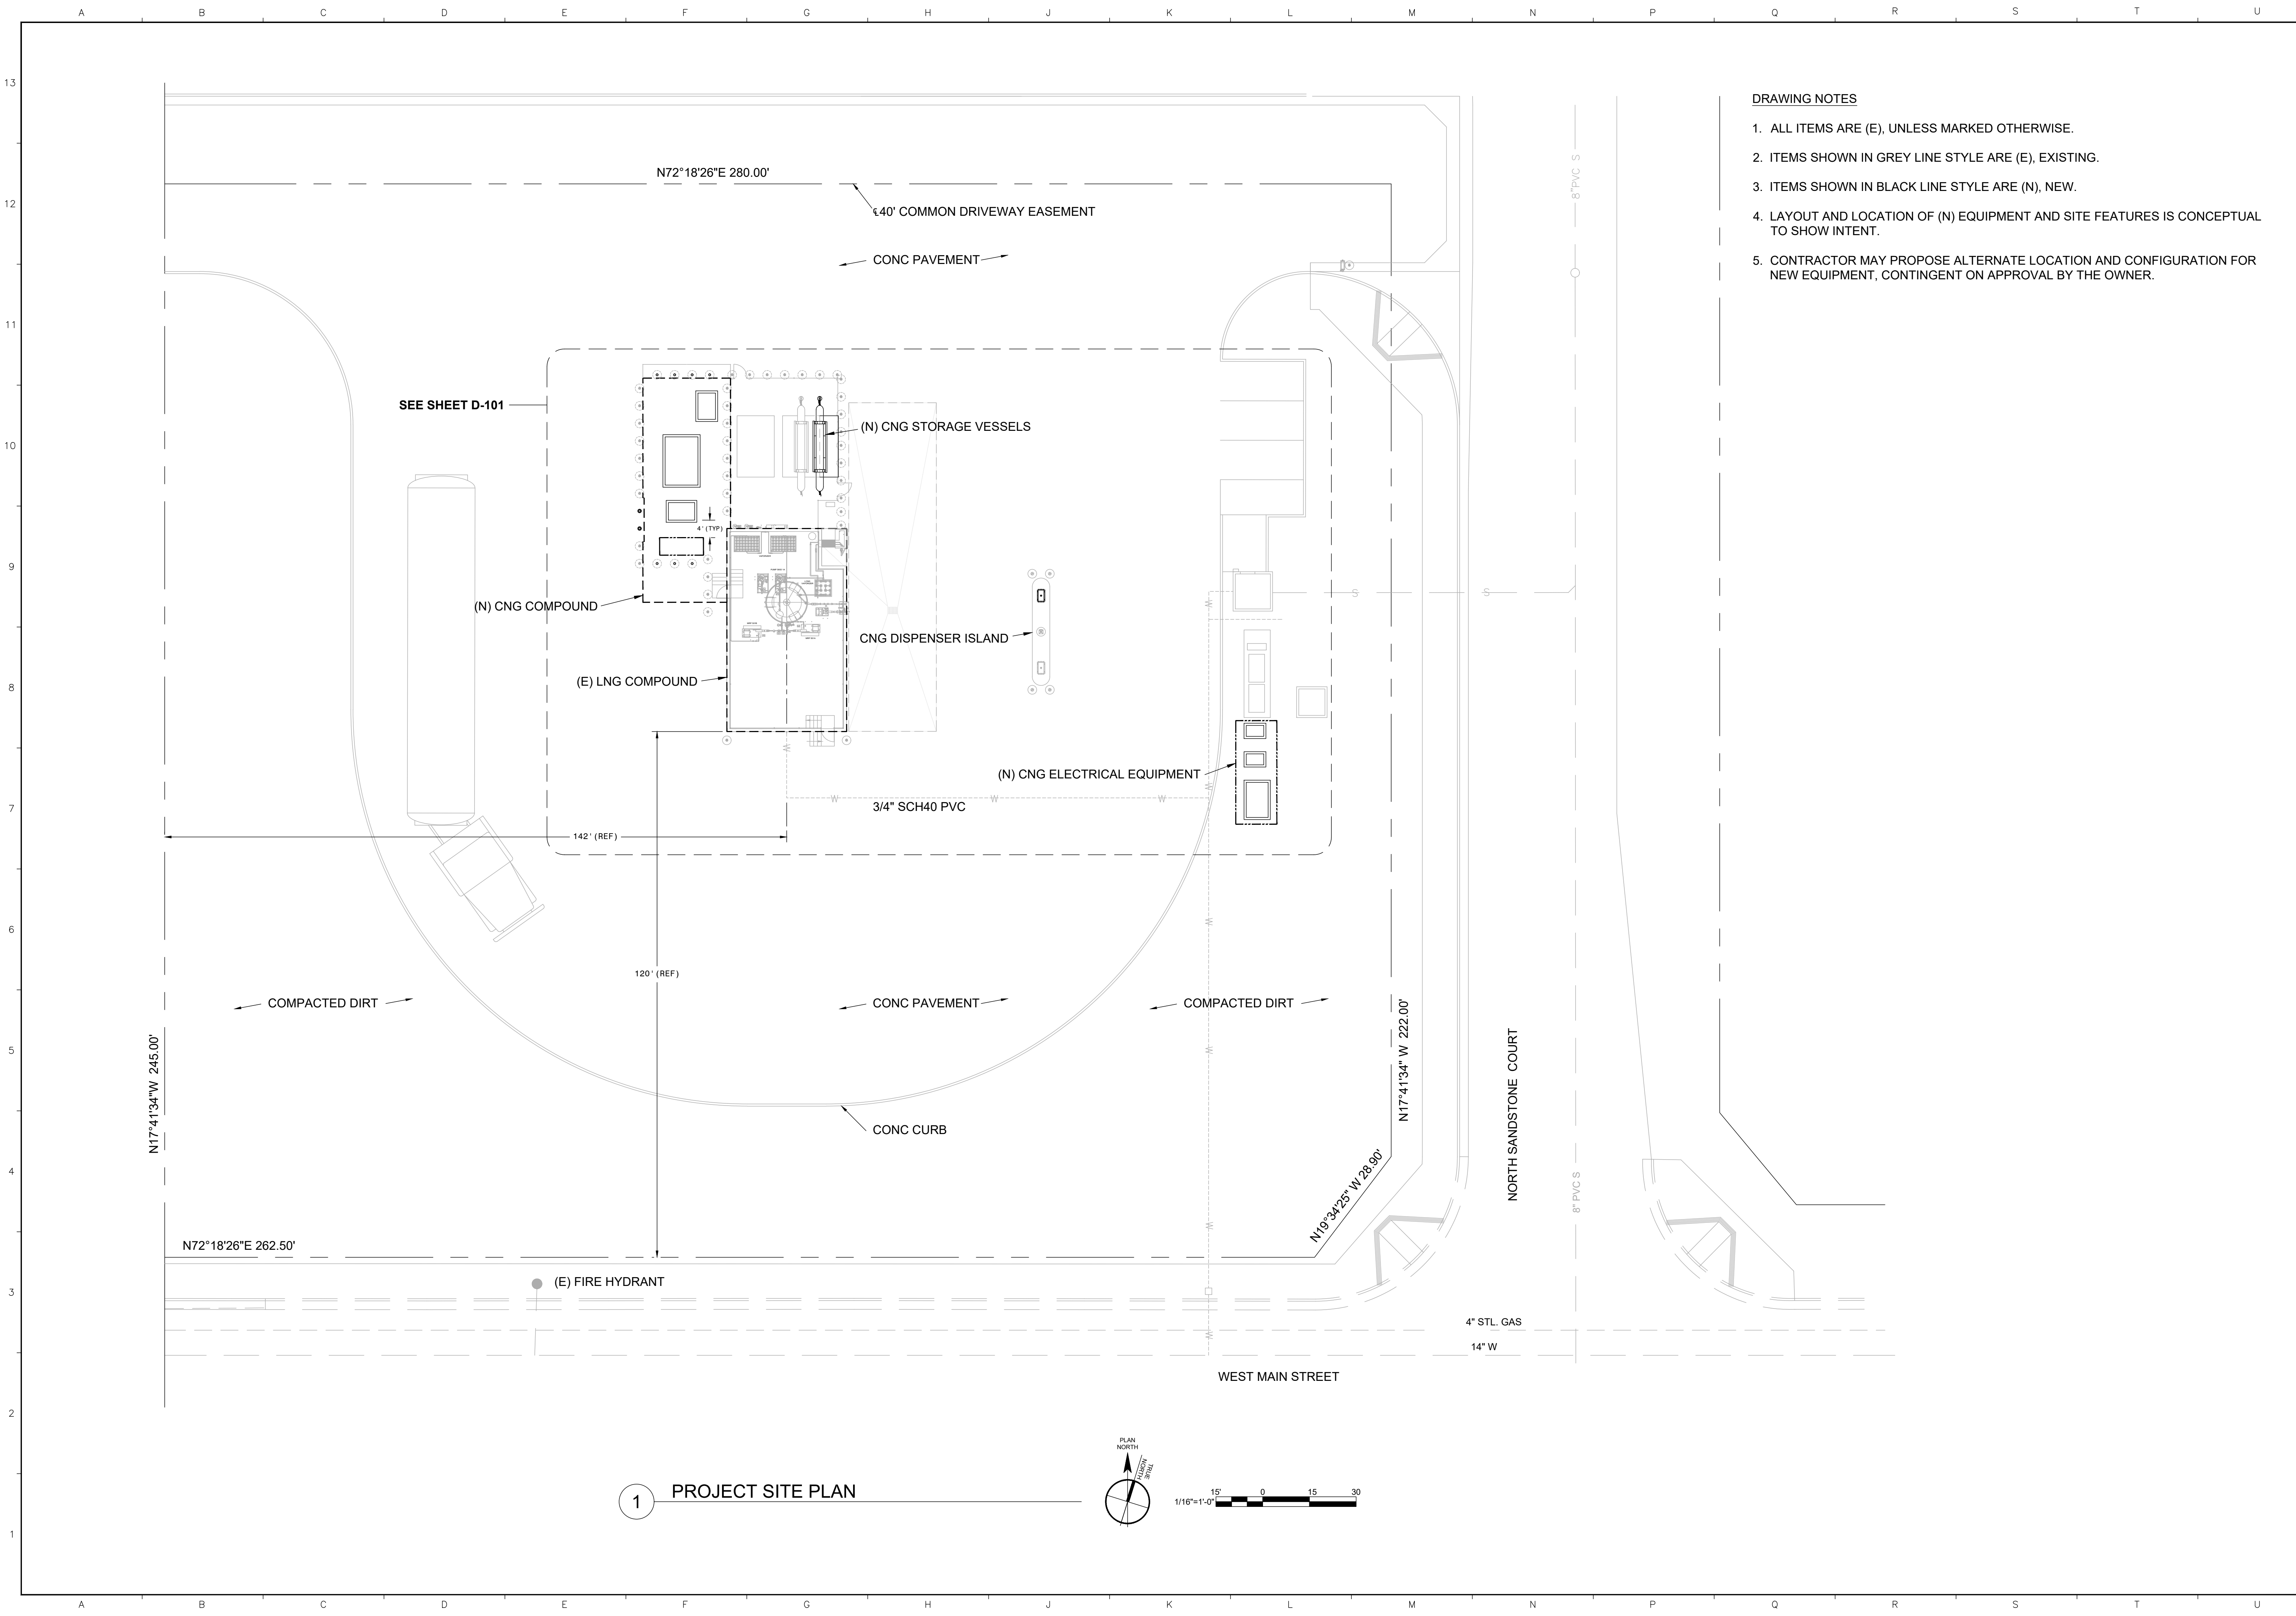 A B C D E F G H J K L M N P Q R S T U
13
12
11
10
9
8
7
6
5
4
3
2
1
DRAWING NOTES
1. ALL ITEMS ARE (E), UNLESS MARKED OTHERWISE.
2. ITEMS SHOWN IN GREY LINE STYLE ARE (E), EXISTING.
3. ITEMS SHOWN IN BLACK LINE STYLE ARE (N), NEW.
4. LAYOUT AND LOCATION OF (N) EQUIPMENT AND SITE FEATURES IS CONCEPTUAL
TO SHOW INTENT.
5. CONTRACTOR MAY PROPOSE ALTERNATE LOCATION AND CONFIGURATION FOR
NEW EQUIPMENT, CONTINGENT ON APPROVAL BY THE OWNER.
N72°18'26"E 280.00'
8"PVC S
℄40' COMMON DRIVEWAY EASEMENT
CONC PAVEMENT
SEE SHEET D-101
(N) CNG STORAGE VESSELS
4' (TYP)
(N) CNG COMPOUND
S
S
W
CNG DISPENSER ISLAND
(E) LNG COMPOUND
W
(N) CNG ELECTRICAL EQUIPMENT
W
W W W
3/4" SCH40 PVC
142' (REF)
W
120' (REF)
COMPACTED DIRT
CONC PAVEMENT
COMPACTED DIRT
W
N17°41'34"W 245.00'
N17°41'34" W 222.00'
NORTH SANDSTONE COURT
CONC CURB
N19°34'25" W 28.90'
8" PVC S
W
N72°18'26"E 262.50'
(E) FIRE HYDRANT
4" STL. GAS
W
14" W
WEST MAIN STREET
PLAN
NORTH
TRUE
NORTH
1 PROJECT SITE PLAN
15' 0 15 30
1/16"=1'-0"
A B C D E F G H J K L M N P Q R S T U